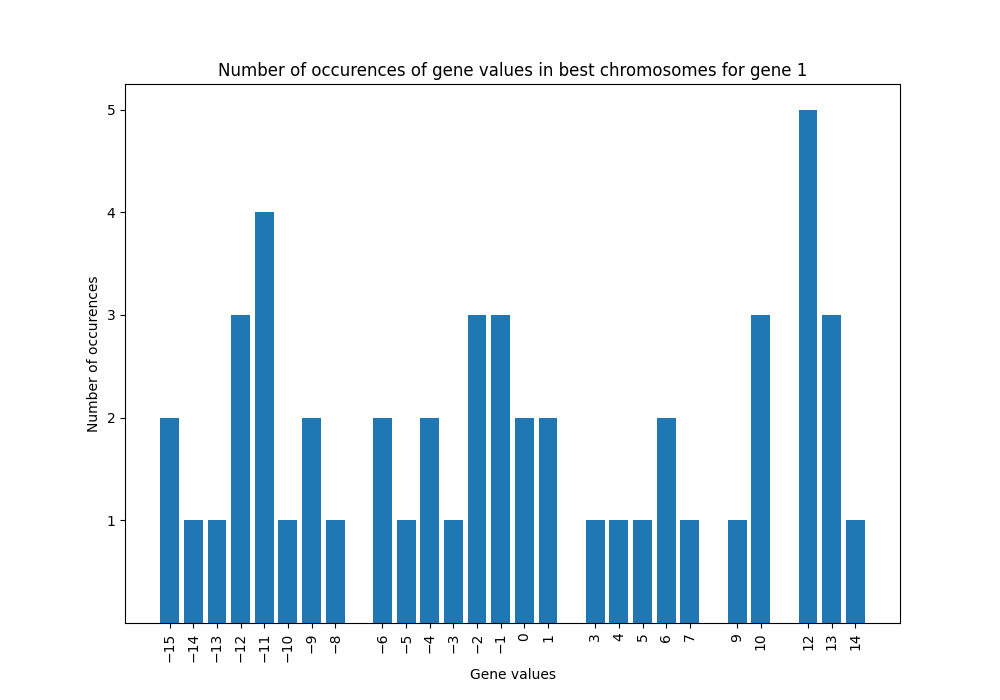 Number of occurences of gene values in best chromosomes for gene 1
Number of occurences
5
4
3
2
1
−15 −14 −13 −12 −11 −10 −9 −8 −6 −5 −4 −3 −2 −1 0 1 3 4 5 6 7 9 10 12 13 14
Gene values